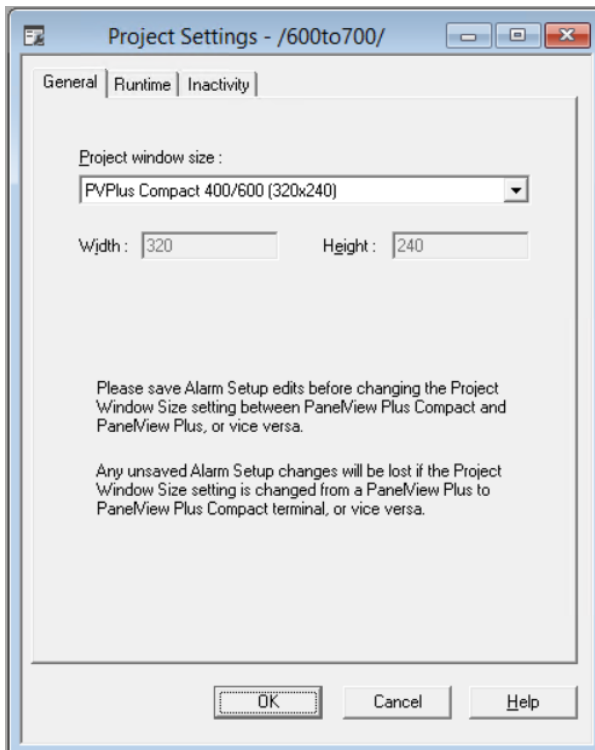 Project Settings - /600to700/
General Runtime Inactivity
Project window size :
PVPlus Compact 400/600 (320x240)
Width : 320 Height : 240
Please save Alarm Setup edits before changing the Project
Window Size setting between PanelView Plus Compact and
PanelView Plus, or vice versa.
Any unsaved Alarm Setup changes will be lost if the Project
Window Size setting is changed from a PanelView Plus to
PanelView Plus Compact terminal, or vice versa.
OK Cancel Help